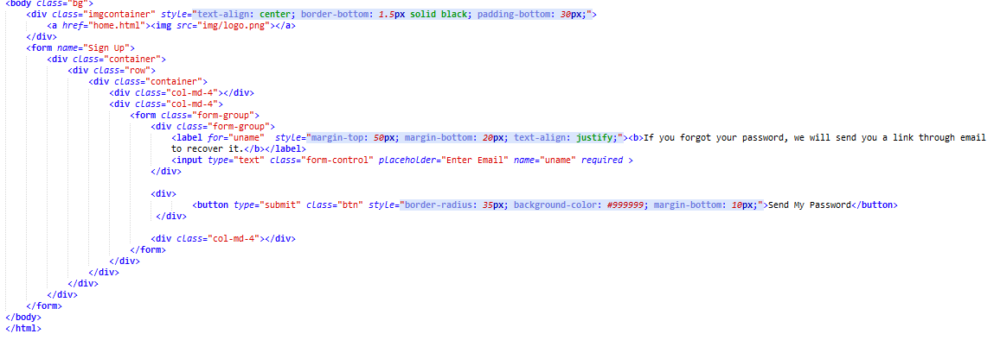 <body class="bg">
<div class="imgcontainer" style="text-align: center; border-bottom: 1.5px solid black; padding-bottom: 30px;">
<a href="home.html"><img src="img/logo.png"></a>
</div>
<form name="Sign Up">
<div class="container">
<div class="row">
<div class="container">
<div class="col-md-4"></div>
<div class="col-md-4">
<form class="form-group">
<div class="form-group">
<label for="uname"  style="margin-top: 50px; margin-bottom: 20px; text-align: justify;"><b>If you forgot your password, we will send you a link through email
to recover it.</b></label>
<input type="text" class="form-control" placeholder="Enter Email" name="uname" required >
</div>
<div>
<button type="submit" class="btn" style="border-radius: 35px; background-color: #999999; margin-bottom: 10px;">Send My Password</button>
</div>
<div class="col-md-4"></div>
</form>
</div>
</div>
</div>
</div>
</form>
</body>
</html>